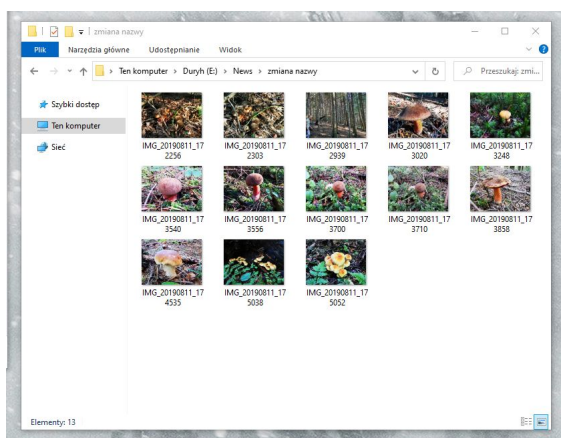 zmiana nazwy
Plik Narzędzia główne Udostępnianie Widok
Ten komputer > Duryh (E:) > News > zmiana nazwy
Przeszukaj: zmi...
Szybki dostęp
Ten komputer
Sieć
IMG_20190811_17
2256
IMG_20190811_17
2303
IMG_20190811_17
2939
IMG_20190811_17
3020
IMG_20190811_17
3248
IMG_20190811_17
3540
IMG_20190811_17
3556
IMG_20190811_17
3700
IMG_20190811_17
3710
IMG_20190811_17
3858
IMG_20190811_17
4535
IMG_20190811_17
5038
IMG_20190811_17
5052
Elementy: 13